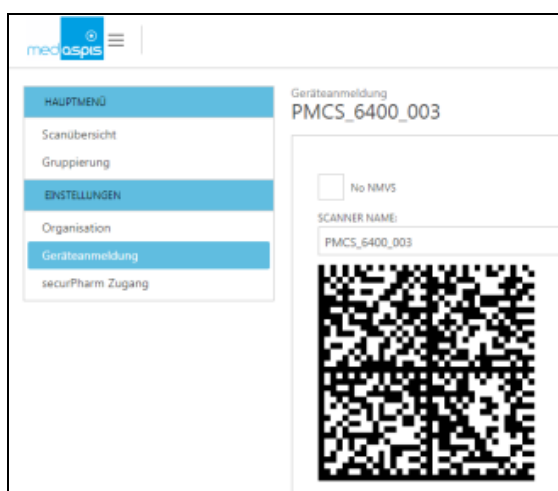 medaspis
HAUPTMENÜ
Scanübersicht
Gruppierung
EINSTELLUNGEN
Organisation
Geräteanmeldung
securPharm Zugang
Geräteanmeldung
PMCS_6400_003
No NMVS
SCANNER NAME:
PMCS_6400_003